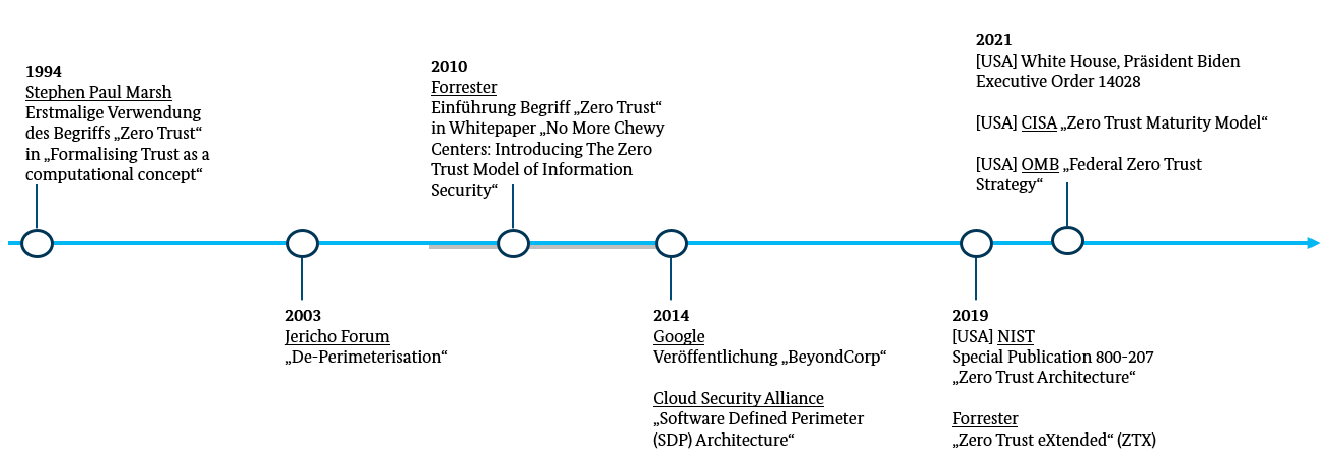 1994
Stephen Paul Marsh
Erstmalige Verwendung
des Begriffs „Zero Trust“
in „Formalising Trust as a
computational concept“
2003
Jericho Forum
„De-Perimeterisation“
2010
Forrester
Einführung Begriff „Zero Trust“
in Whitepaper „No More Chewy
Centers: Introducing The Zero
Trust Model of Information
Security“
2014
Google
Veröffentlichung „BeyondCorp“
Cloud Security Alliance
„Software Defined Perimeter
(SDP) Architecture“
2019
[USA] NIST
Special Publication 800-207
„Zero Trust Architecture“
Forrester
„Zero Trust eXtended“ (ZTX)
2021
[USA] White House, Präsident Biden
Executive Order 14028
[USA] CISA „Zero Trust Maturity Model“
[USA] OMB „Federal Zero Trust
Strategy“